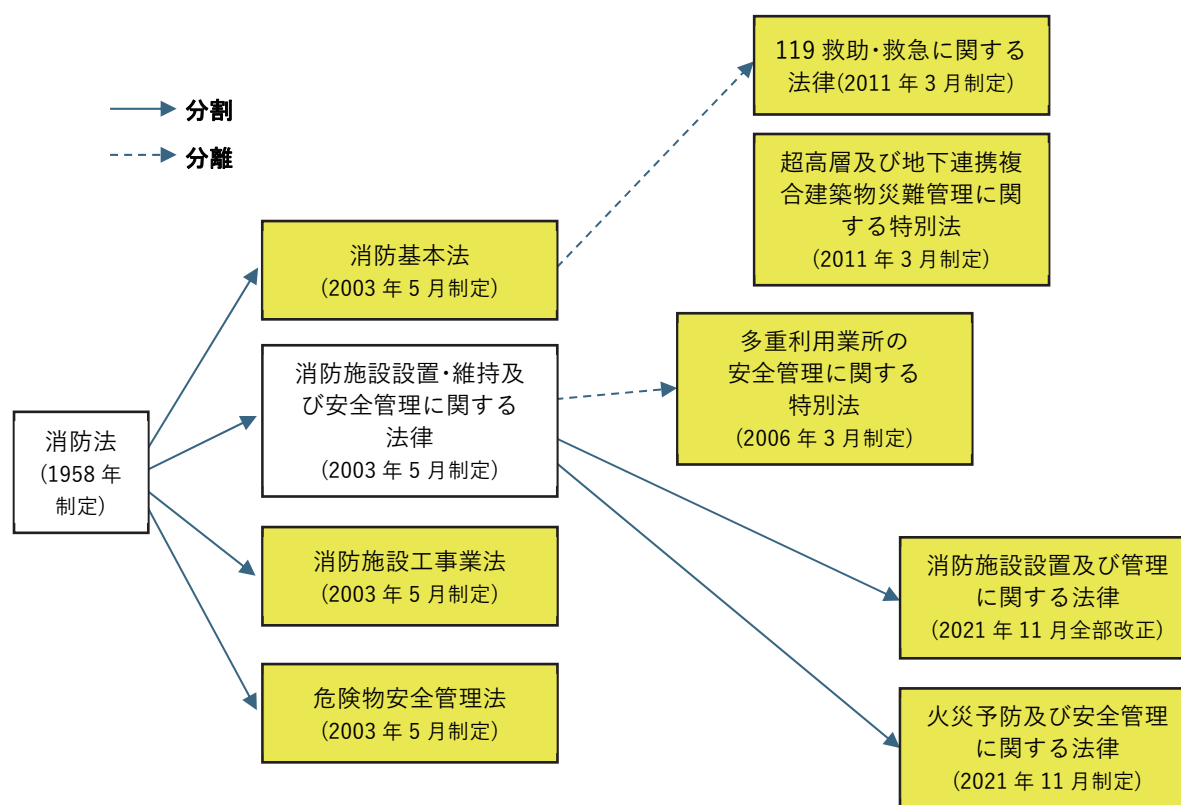 分割
分離
119 救助・救急に関する
法律(2011 年 3 月制定)
超高層及び地下連携複
合建築物災難管理に関
する特別法
(2011 年 3 月制定)
消防基本法
(2003 年 5 月制定)
多重利用業所の
安全管理に関する
特別法
(2006 年 3 月制定)
消防施設設置・維持及
び安全管理に関する
法律
(2003 年 5 月制定)
消防法
(1958 年
制定)
消防施設工事業法
(2003 年 5 月制定)
消防施設設置及び管理
に関する法律
(2021 年 11 月全部改正)
危険物安全管理法
(2003 年 5 月制定)
火災予防及び安全管理
に関する法律
(2021 年 11 月制定)